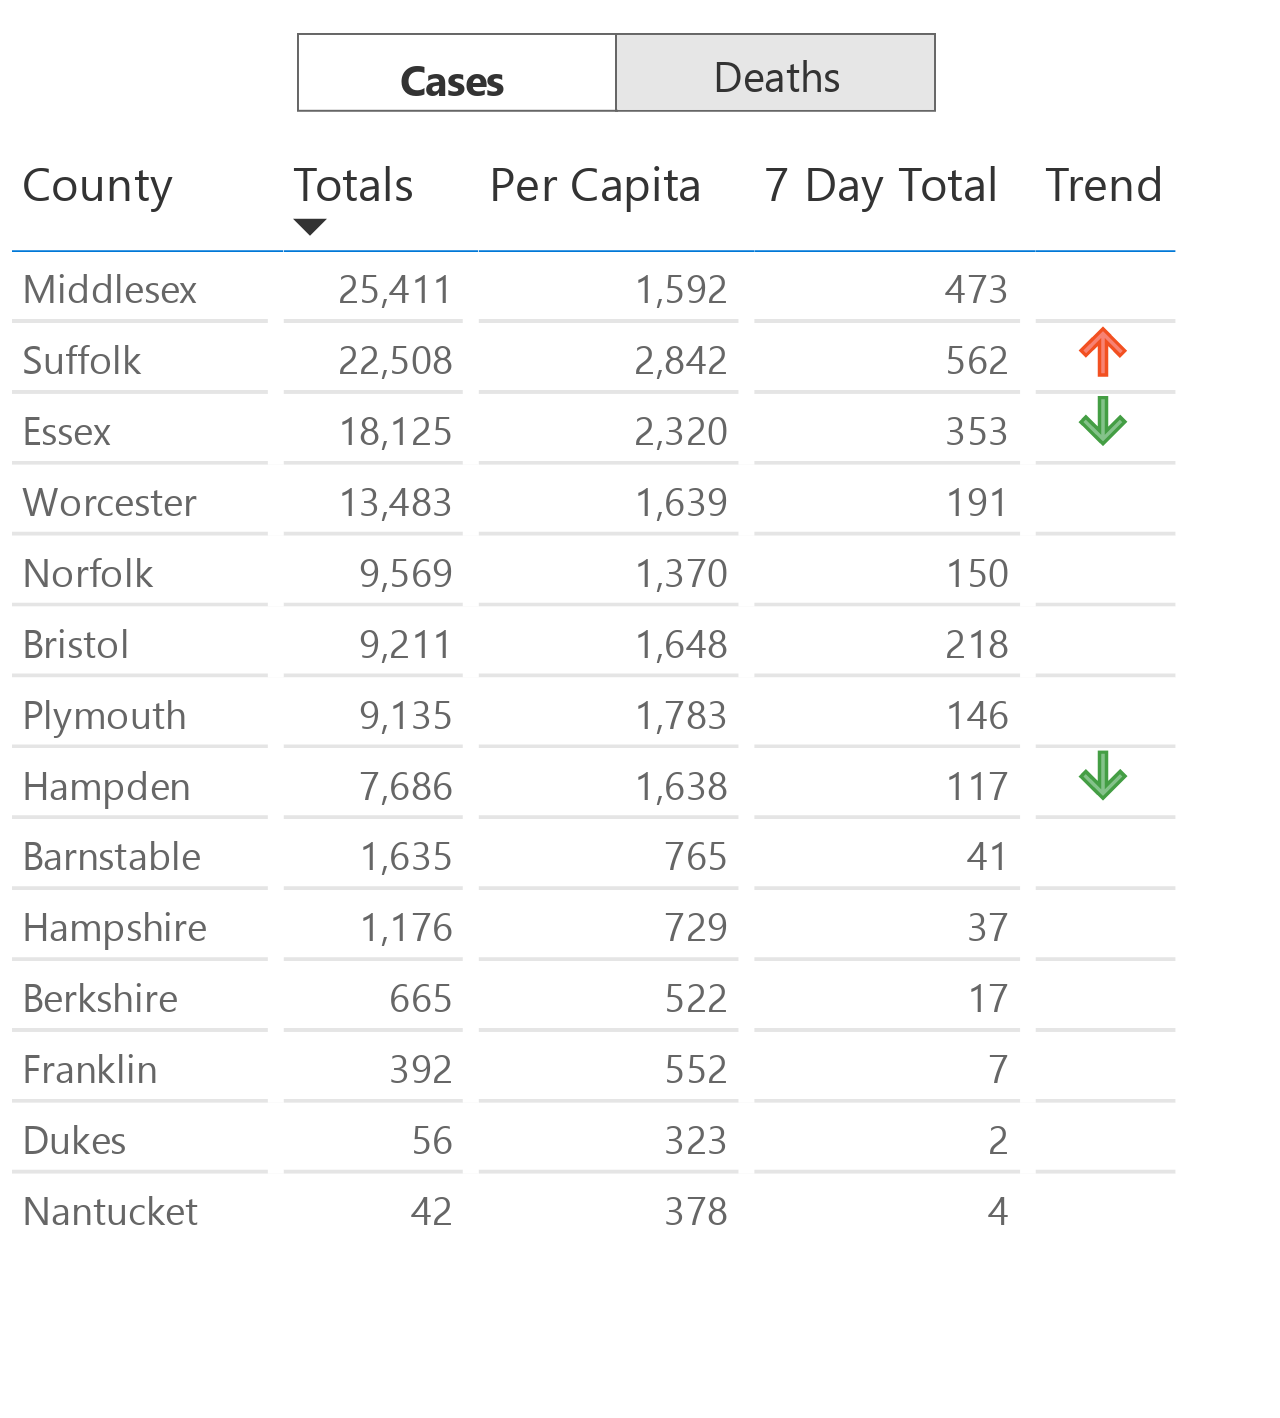 Cases Deaths
County Totals Per Capita 7 Day Total Trend
Middlesex 25,411 1,592 473
Suffolk 22,508 2,842 562
Essex 18,125 2,320 353
Worcester 13,483 1,639 191
Norfolk 9,569 1,370 150
Bristol 9,211 1,648 218
Plymouth 9,135 1,783 146
Hampden 7,686 1,638 117
Barnstable 1,635 765 41
Hampshire 1,176 729 37
Berkshire 665 522 17
Franklin 392 552 7
Dukes 56 323 2
Nantucket 42 378 4